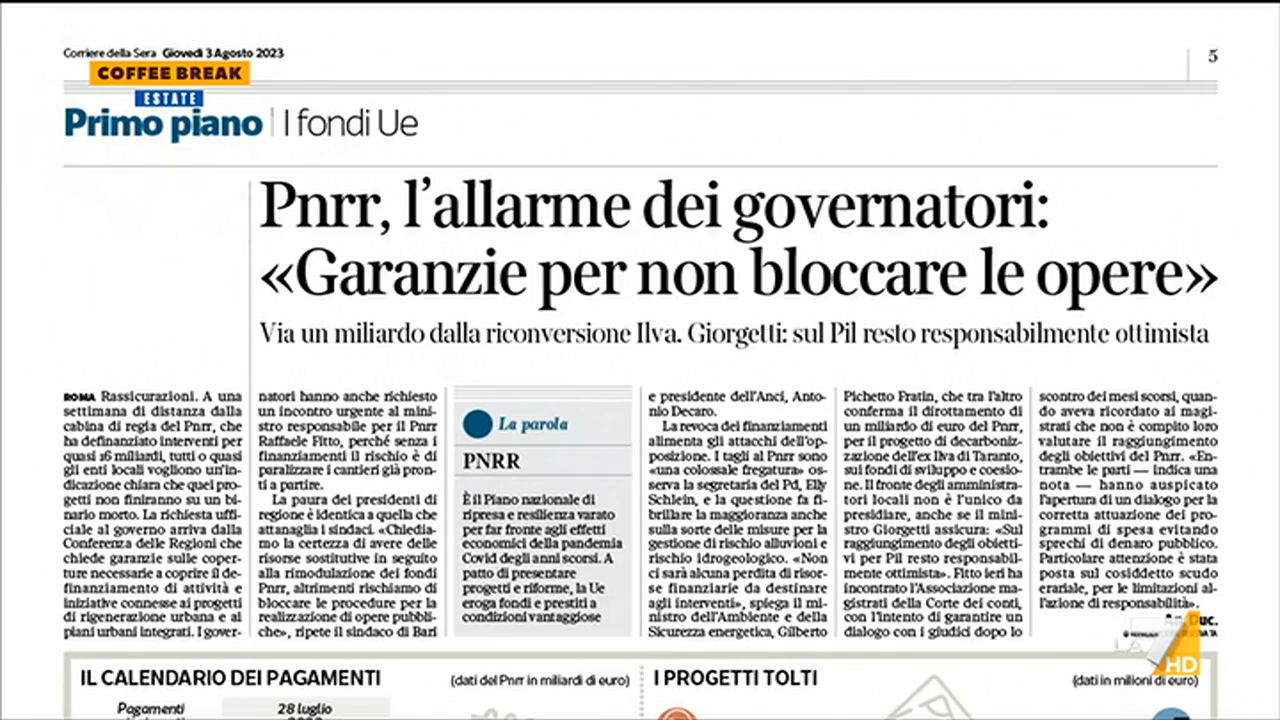 Corriere della Sera Giovedì 3 Agosto 2023
5
COFFEE BREAK
ESTATE
Primo piano | I fondi Ue
Pnrr, l'allarme dei governatori:
«Garanzie per non bloccare le opere»
Via un miliardo dalla riconversione Ilva. Giorgetti: sul Pil resto responsabilmente ottimista
ROMA Rassicurazioni. A una
settimana di distanza dalla
cabina di regia del Pnrr, che
ha definanziato interventi per
quasi 16 miliardi, tutti o quasi
gli enti locali vogliono un'in-
dicazione chiara che quei pro-
getti non finiranno su un bi-
nario morto. La richiesta uffi-
ciale al governo arriva dalla
Conferenza delle Regioni che
chiede garanzie sulle coper-
ture necessarie a coprire il de-
finanziamento di attività e
iniziative connesse ai progetti
di rigenerazione urbana e ai
piani urbani integrati. I gover-
natori hanno anche richiesto
un incontro urgente al mini-
stro responsabile per il Pnrr
Raffaele Fitto, perché senza i
finanziamenti il rischio è di
paralizzare i cantieri già pron-
ti a partire.
La paura dei presidenti di
regione è identica a quella che
attanaglia i sindaci. «Chiedia-
mo la certezza di avere delle
risorse sostitutive in seguito
alla rimodulazione dei fondi
Pnrr, altrimenti rischiamo di
bloccare le procedure per la
realizzazione di opere pubbli-
che», ripete il sindaco di Bari
La parola
PNRR
È il Piano nazionale di
ripresa e resilienza varato
per far fronte agli effetti
economici della pandemia
Covid degli anni scorsi. A
patto di presentare
progetti e riforme, la Ue
eroga fondi e prestiti a
condizioni vantaggiose
e presidente dell'Anci, Anto-
nio Decaro.
La revoca dei finanziamenti
alimenta gli attacchi dell'op-
posizione. I tagli al Pnrr sono
«una colossale fregatura» os-
serva la segretaria del Pd, Elly
Schlein, e la questione fa fi-
brillare la maggioranza anche
sulla sorte delle misure per la
gestione di rischio alluvioni e
rischio idrogeologico. «Non
ci sarà alcuna perdita di risor-
se finanziarie da destinare
agli interventi», spiega il mi-
nistro dell'Ambiente e della
Sicurezza energetica, Gilberto
Pichetto Fratin, che tra l'altro
conferma il dirottamento di
un miliardo di euro del Pnrr,
per il progetto di decarboniz-
zazione dell'ex Ilva di Taranto,
sui fondi di sviluppo e coesio-
ne. Il fronte degli amministra-
tori locali non è l'unico da
presidiare, anche se il mini-
stro Giorgetti assicura: «Sul
raggiungimento degli obietti-
vi per Pil resto responsabil-
mente ottimista». Fitto ieri ha
incontrato l'Associazione ma-
gistrati della Corte dei conti,
con l'intento di garantire un
dialogo con i giudici dopo lo
scontro dei mesi scorsi, quan-
do aveva ricordato ai magi-
strati che non è compito loro
valutare il raggiungimento
degli obiettivi del Pnrr. «En-
trambe le parti — indica una
nota — hanno auspicato
l'apertura di un dialogo per la
corretta attuazione dei pro-
grammi di spesa evitando
sprechi di denaro pubblico.
Particolare attenzione è stata
posta sul cosiddetto scudo
erariale, per le limitazioni al-
l'azione di responsabilità».
Duc.
LA
HD
IL CALENDARIO DEI PAGAMENTI
(dati del Pnrr in miliardi di euro)
I PROGETTI TOLTI
(dati in milioni di euro)
Pagamenti
28 luglio